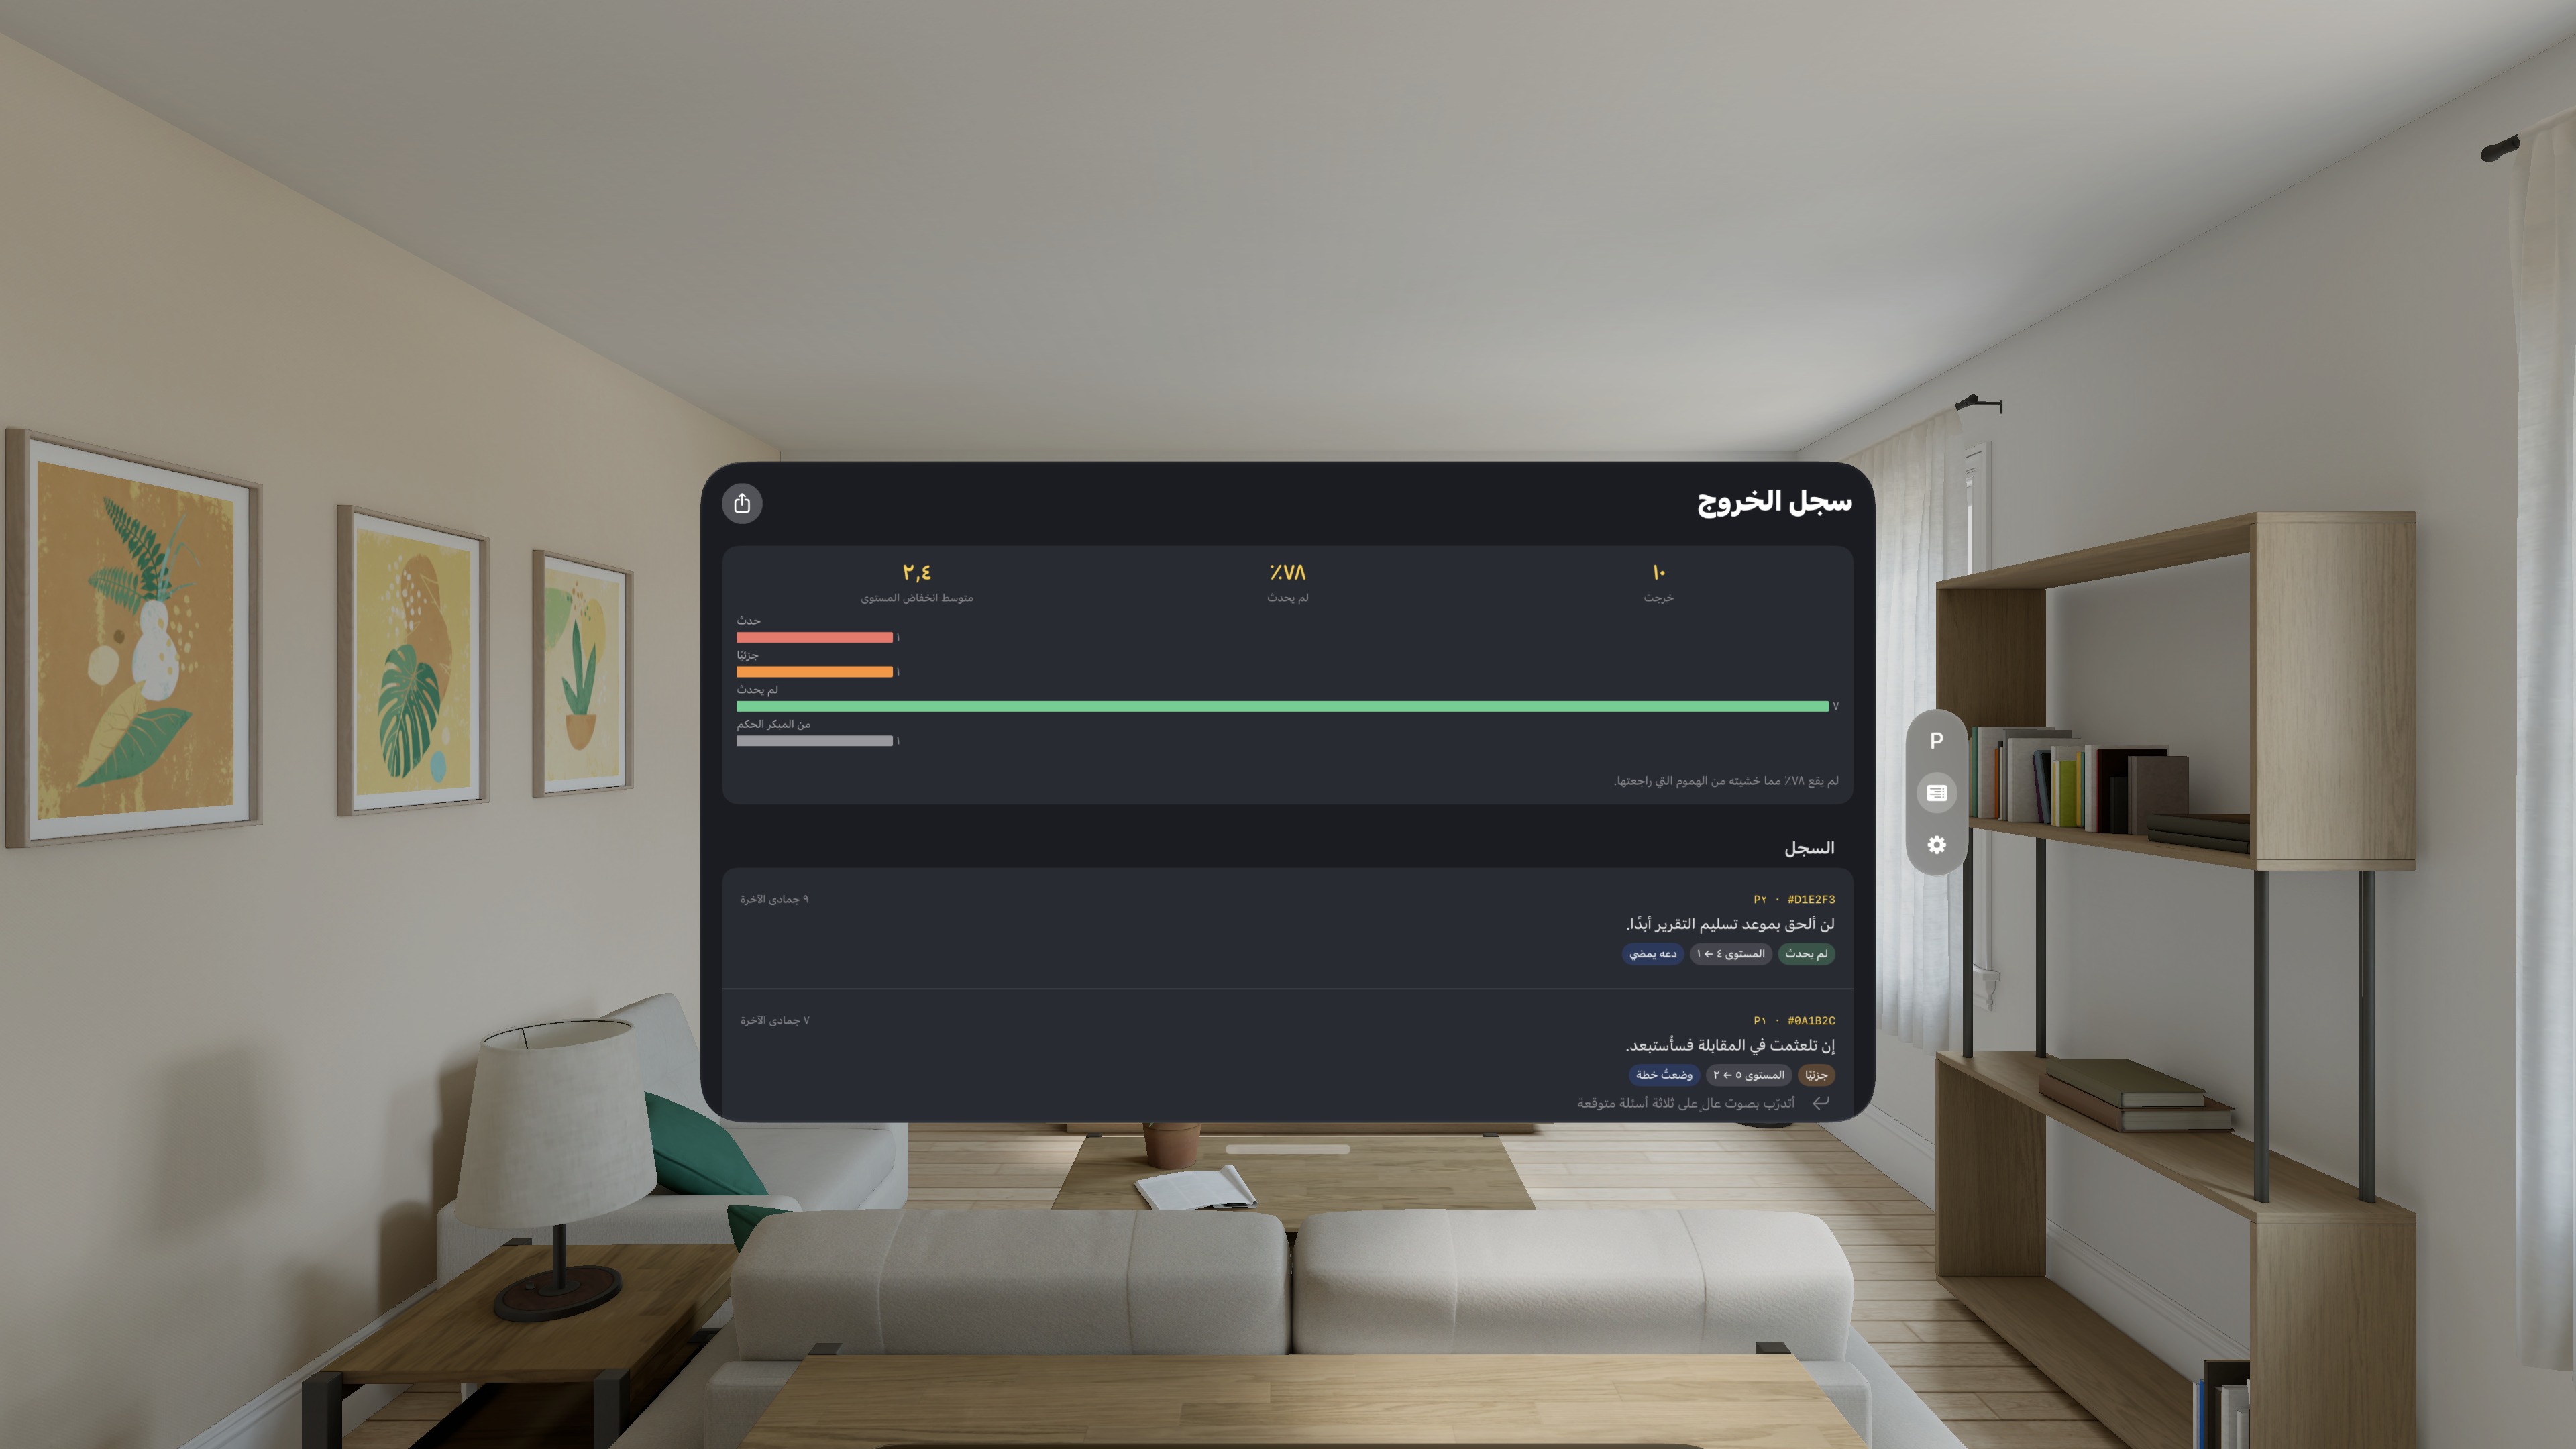 سجل الخروج
١٠
خرجت
٧٨٪
لم يحدث
٢,٤
متوسط انخفاض المستوى
حدث
١
جزئيًا
١
لم يحدث
٧
من المبكر الحكم
١
لم يقع ٧٨٪ مما خشيته من الهموم التي راجعتها.
P
السجل
P٢ · #D1E2F3
٩ جمادى الآخرة
لن ألحق بموعد تسليم التقرير أبدًا.
لم يحدث
المستوى ٤ ← ١
دعه يمضي
P١ · #0A1B2C
٧ جمادى الآخرة
إن تلعثمت في المقابلة فسأُستبعد.
جزئيًا
المستوى ٥ ← ٢
وضعتُ خطة
أتدرّب بصوت عالٍ على ثلاثة أسئلة متوقعة